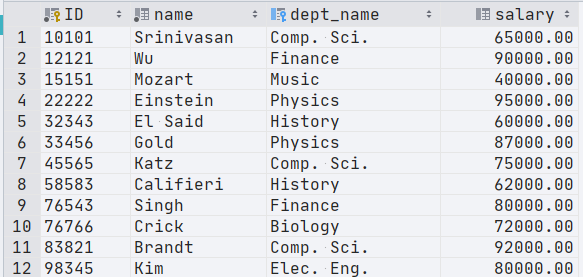 ID name dept_name salary
1 10101 Srinivasan Comp. Sci. 65000.00
2 12121 Wu Finance 90000.00
3 15151 Mozart Music 40000.00
4 22222 Einstein Physics 95000.00
5 32343 El Said History 60000.00
6 33456 Gold Physics 87000.00
7 45565 Katz Comp. Sci. 75000.00
8 58583 Califieri History 62000.00
9 76543 Singh Finance 80000.00
10 76766 Crick Biology 72000.00
11 83821 Brandt Comp. Sci. 92000.00
12 98345 Kim Elec. Eng. 80000.00